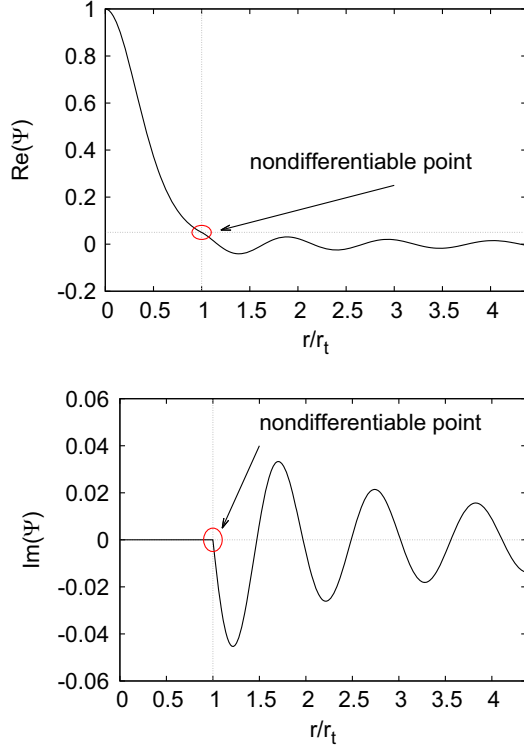 1
0.8
0.6
0.4
0.2
0
-0.2
Re(Ψ)
nondifferentiable point
0 0.5 1 1.5 2 2.5 3 3.5 4
r/r_t
0.06
0.04
0.02
0
-0.02
-0.04
-0.06
Im(Ψ)
nondifferentiable point
0 0.5 1 1.5 2 2.5 3 3.5 4
r/r_t